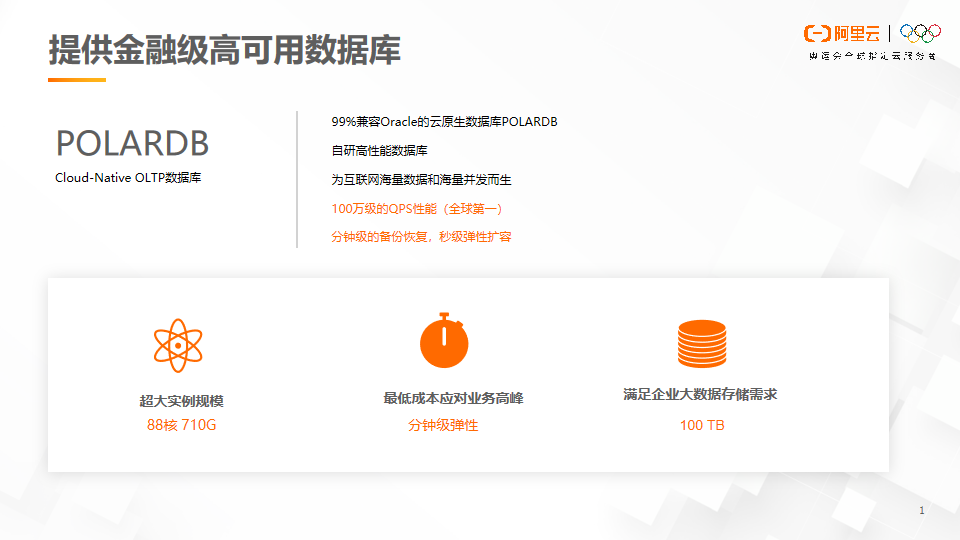 提供金融级高可用数据库
阿里云
奥运会全球指定云服务商
POLARDB
Cloud-Native OLTP数据库
99%兼容Oracle的云原生数据库POLARDB
自研高性能数据库
为互联网海量数据和海量并发而生
100万级的QPS性能（全球第一）
分钟级的备份恢复，秒级弹性扩容
超大实例规模
88核 710G
最低成本应对业务高峰
分钟级弹性
满足企业大数据存储需求
100 TB
1